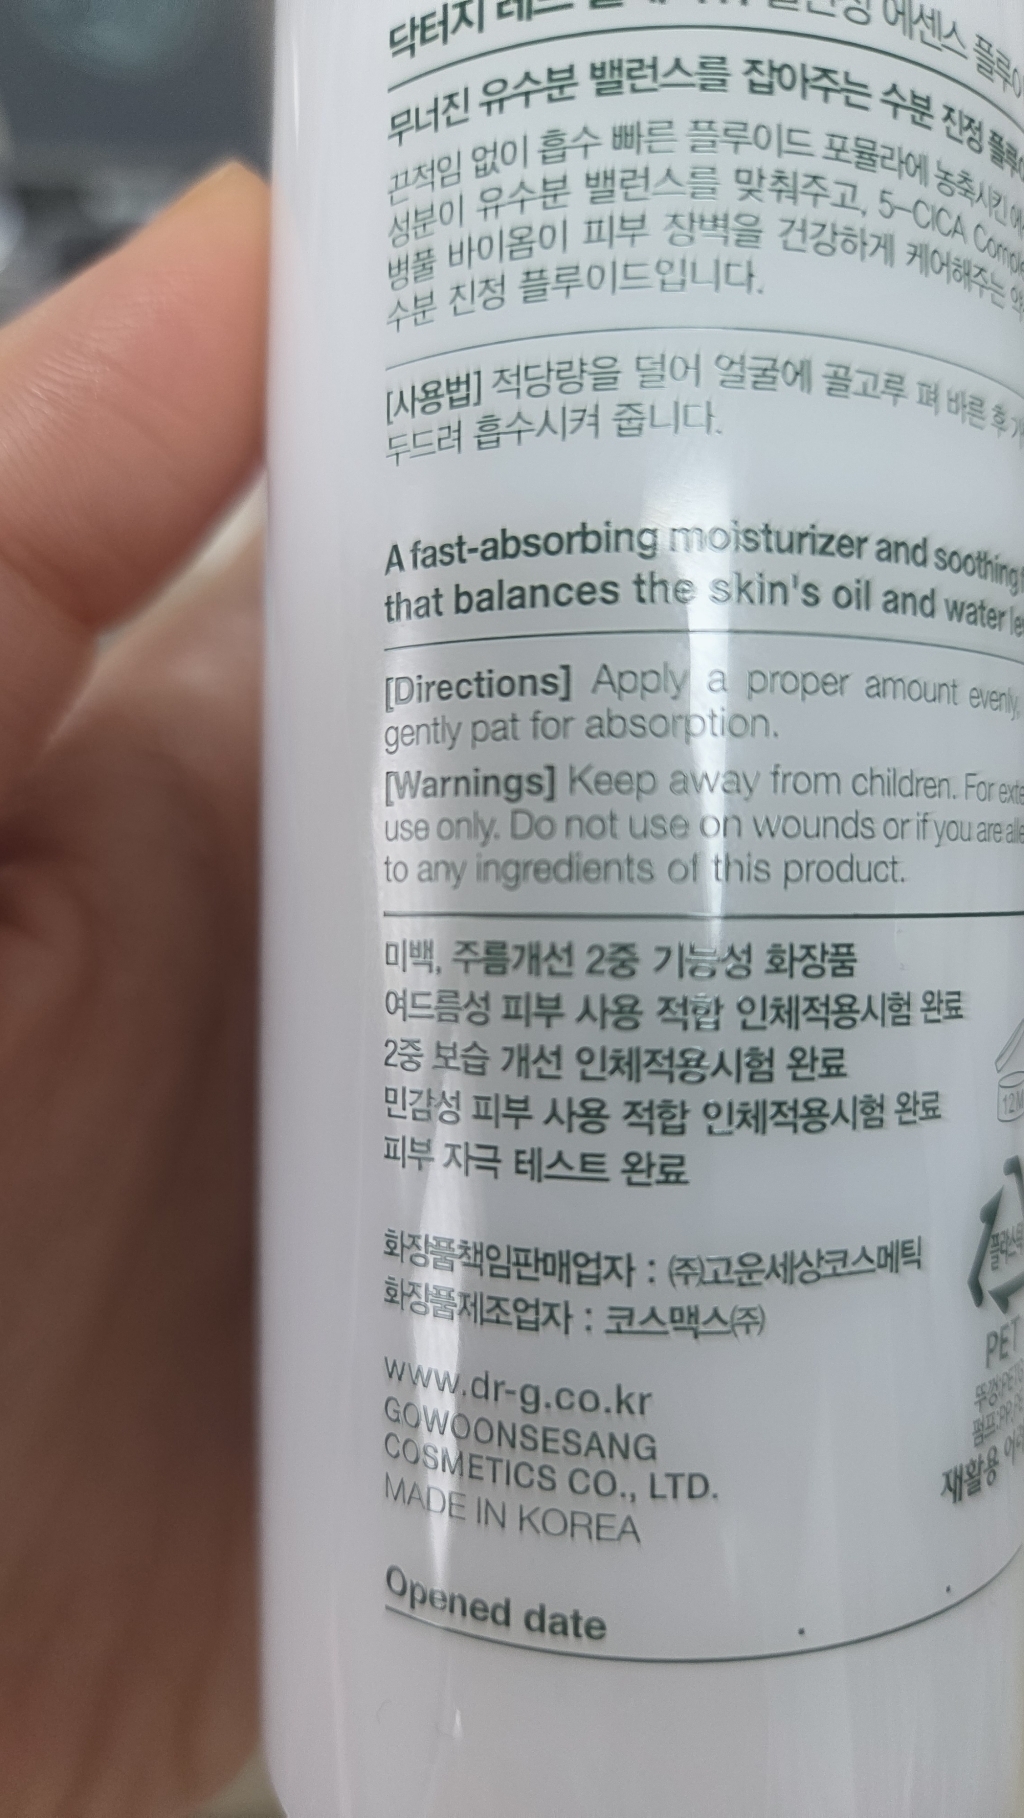 닥터지 레드 에센스
무너진 유수분 밸런스를 잡아주는 수분 진정
끈적임 없이 흡수 빠른 플루이드 포뮬라에 농축시킨
성분이 유수분 밸런스를 맞춰주고, 5-CICA
병풀 바이옴이 피부 장벽을 건강하게 케어해주는
수분 진정 플루이드입니다.
[사용법] 적당량을 덜어 얼굴에 골고루 펴 바른 후
두드려 흡수시켜 줍니다.
A fast-absorbing moisturizer and soothing
that balances the skin's oil and water
[Directions] Apply a proper amount evenly,
gently pat for absorption.
[Warnings] Keep away from children. For
use only. Do not use on wounds or if you are
to any ingredients of this product.
미백, 주름개선 2중 기능성 화장품
여드름성 피부 사용 적합 인체적용시험 완료
2중 보습 개선 인체적용시험 완료
민감성 피부 사용 적합 인체적용시험 완료
피부 자극 테스트 완료
12M
화장품책임판매업자 : ㈜고운세상코스메틱
화장품제조업자 : 코스맥스㈜
플라스틱
PET
재활용
www.dr-g.co.kr
GOWOONSESANG
COSMETICS CO., LTD.
MADE IN KOREA
Opened date . .